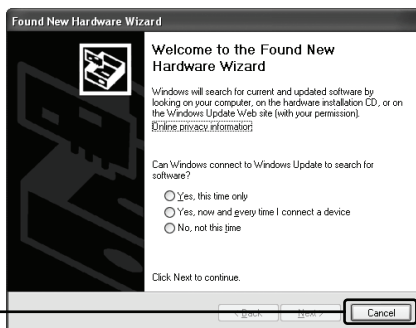 Found New Hardware Wizard
Welcome to the Found New
Hardware Wizard
Windows will search for current and updated software by
looking on your computer, on the hardware installation CD, or on
the Windows Update Web site (with your permission).
Online privacy information
Can Windows connect to Windows Update to search for
software?
Yes, this time only
Yes, now and every time I connect a device
No, not this time
Click Next to continue.
< Back Next > Cancel